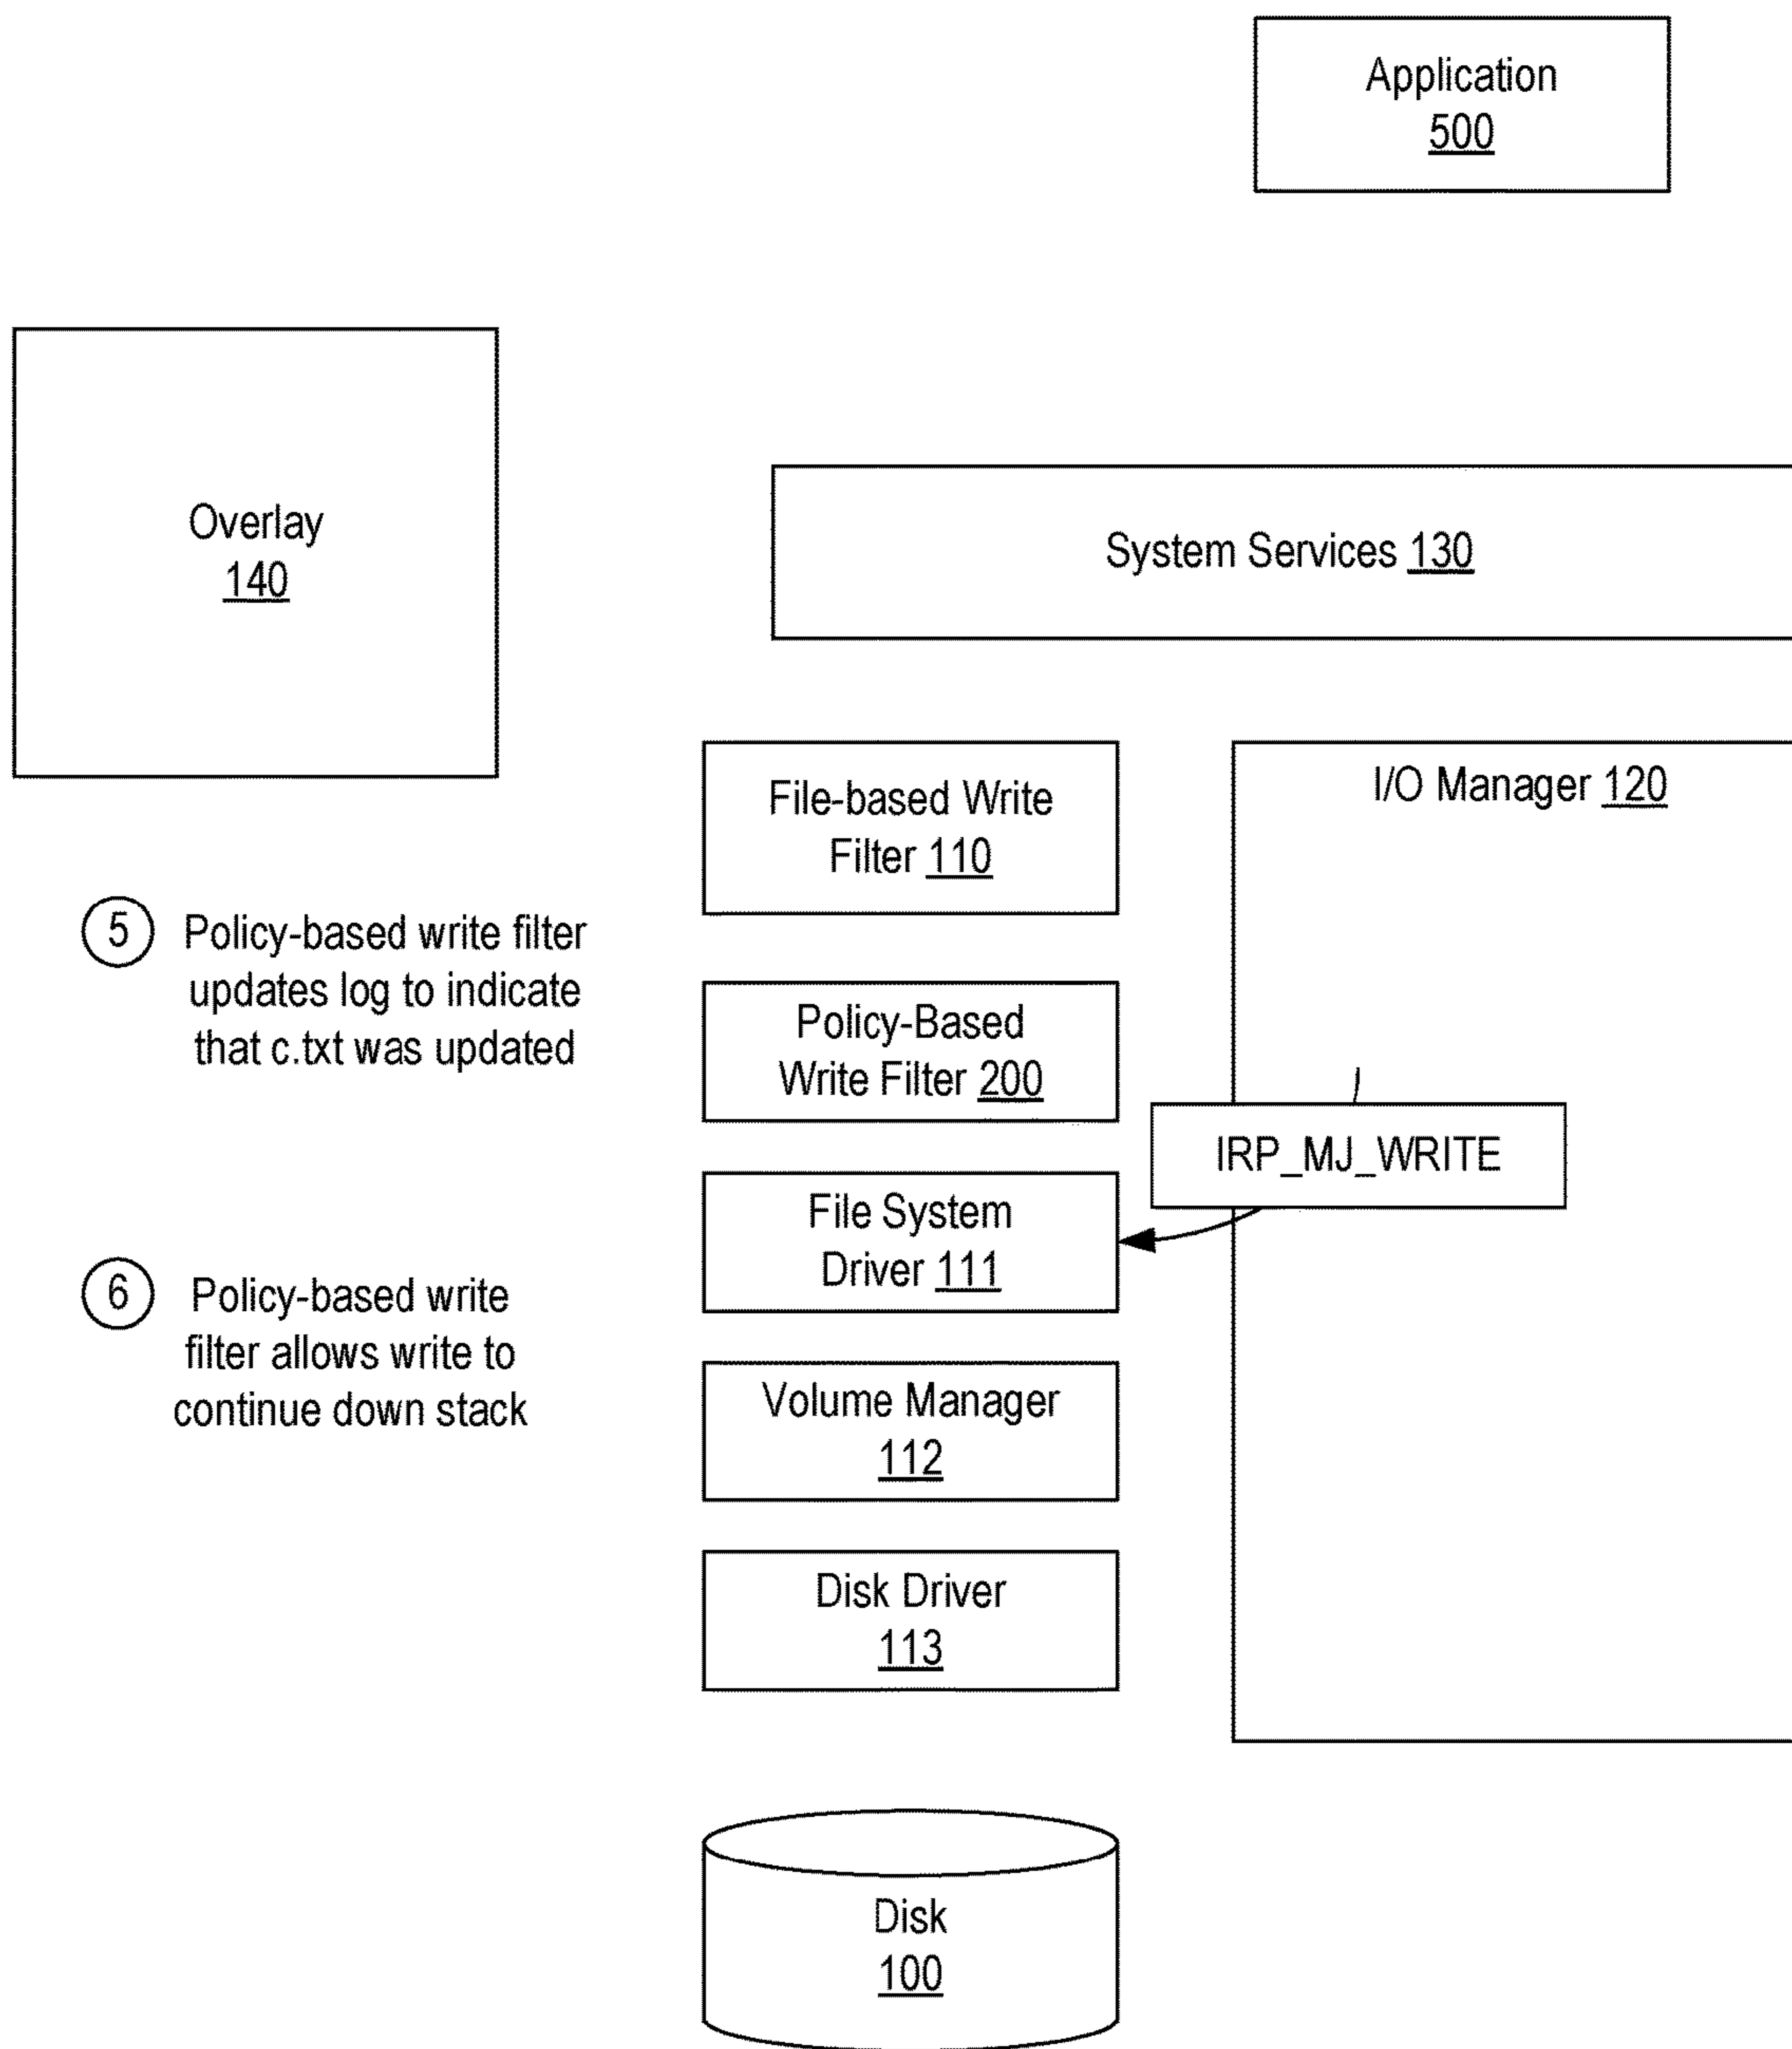 Application
500
Overlay
140
System Services 130
File-based Write
Filter 110
I/O Manager 120
5 Policy-based write filter
updates log to indicate
that c.txt was updated
Policy-Based
Write Filter 200
IRP_MJ_WRITE
File System
Driver 111
6 Policy-based write
filter allows write to
continue down stack
Volume Manager
112
Disk Driver
113
Disk
100